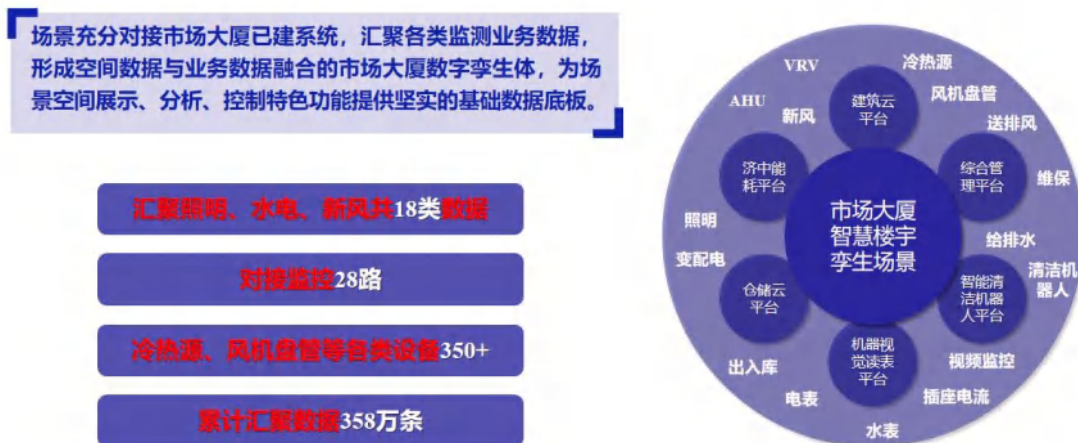 场景充分对接市场大厦已建系统，汇聚各类监测业务数据，
形成空间数据与业务数据融合的市场大厦数字孪生体，为场
景空间展示、分析、控制特色功能提供坚实的基础数据底板。
汇聚照明、水电、新风共18类数据
对接监控28路
冷热源、风机盘管等各类设备350+
累计汇聚数据358万条
VRV
冷热源
AHU
风机盘管
新风
建筑云
平台
送排风
济中能
耗平台
综合管
理平台
维保
照明
市场大厦
智慧楼宇
孪生场景
给排水
变配电
清洁机
器人
仓储云
平台
智能清
洁机器
人平台
机器视
觉读表
平台
出入库
视频监控
电表
插座电流
水表